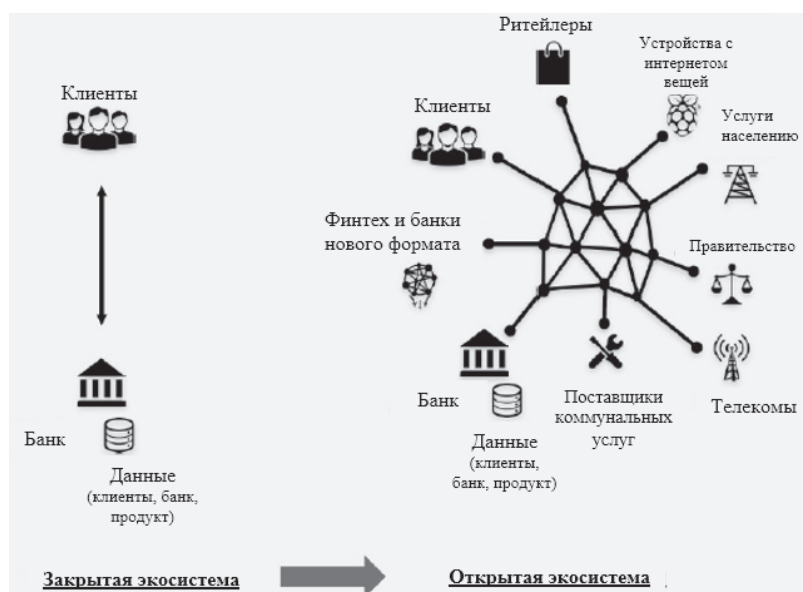 Клиенты
Банк
Данные
(клиенты, банк,
продукт)
Закрытая экосистема
Ритейлеры
Устройства с
интернетом
вещей
Клиенты
Услуги
населению
Финтех и банки
нового формата
Правительство
Банк
Данные
(клиенты,
банк, продукт)
Поставщики
коммунальных
услуг
Телекомы
Открытая экосистема